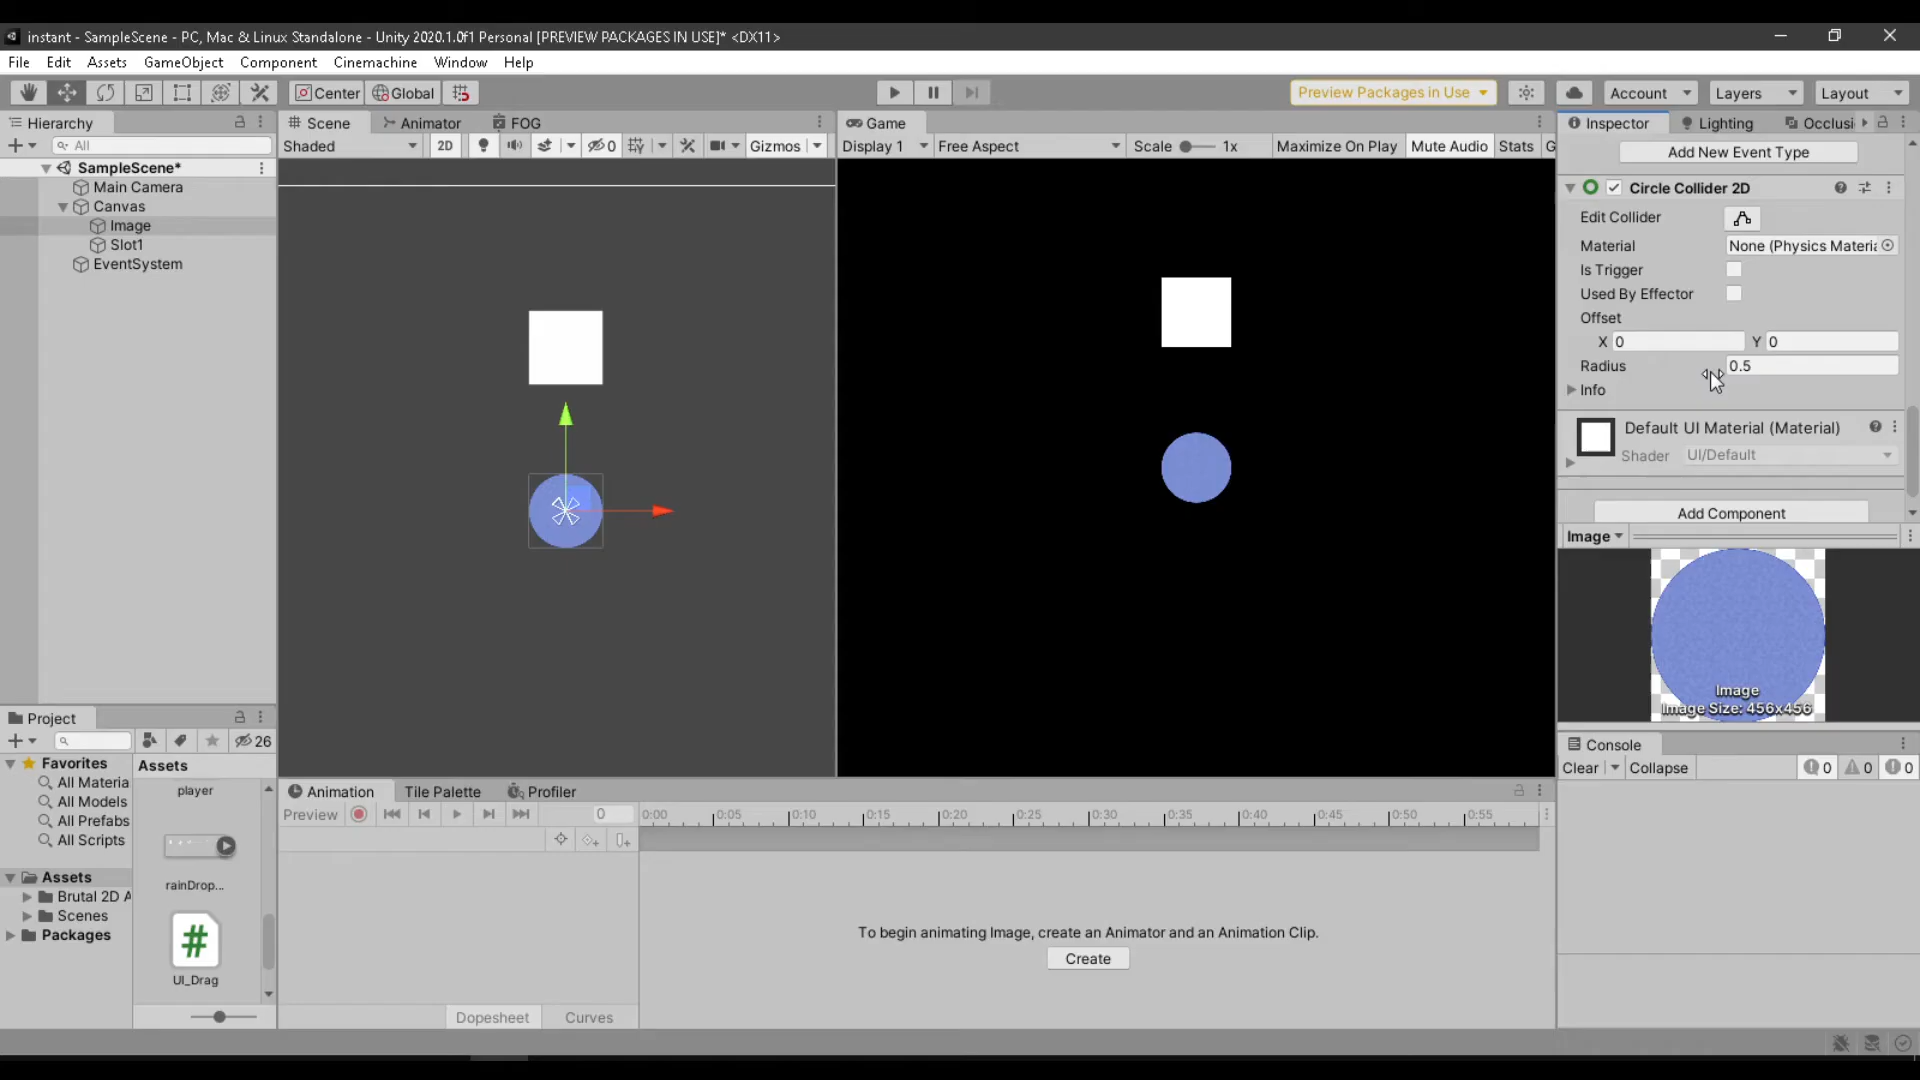 instant - SampleScene - PC, Mac & Linux Standalone - Unity 2020.1.0f1 Personal [PREVIEW PACKAGES IN USE]* <DX11>
File Edit Assets GameObject Component Cinemachine Window Help
Center Global Preview Packages in Use Account Layers Layout
Hierarchy
All
SampleScene*
Main Camera
Canvas
Image
Slot1
EventSystem
Scene Animator FOG
Shaded 2D 0 Gizmos
Game
Display 1 Free Aspect Scale 1x Maximize On Play Mute Audio Stats G
Inspector Lighting Occlusi
Add New Event Type
Circle Collider 2D
Edit Collider
Material None (Physics Materia
Is Trigger
Used By Effector
Offset
X 0 Y 0
Radius 0.5
Info
Default UI Material (Material)
Shader UI/Default
Add Component
Image
Image
Image Size: 456x456
Project
26
Favorites
All Materia
All Models
All Prefabs
All Scripts
Assets
Brutal 2D A
Scenes
Packages
Assets
player
rainDrop...
#
UI_Drag
Animation Tile Palette Profiler
Preview 0 0:00 0:05 0:10 0:15 0:20 0:25 0:30 0:35 0:40 0:45 0:50 0:55
To begin animating Image, create an Animator and an Animation Clip.
Create
Dopesheet Curves
Console
Clear Collapse 0 0 0